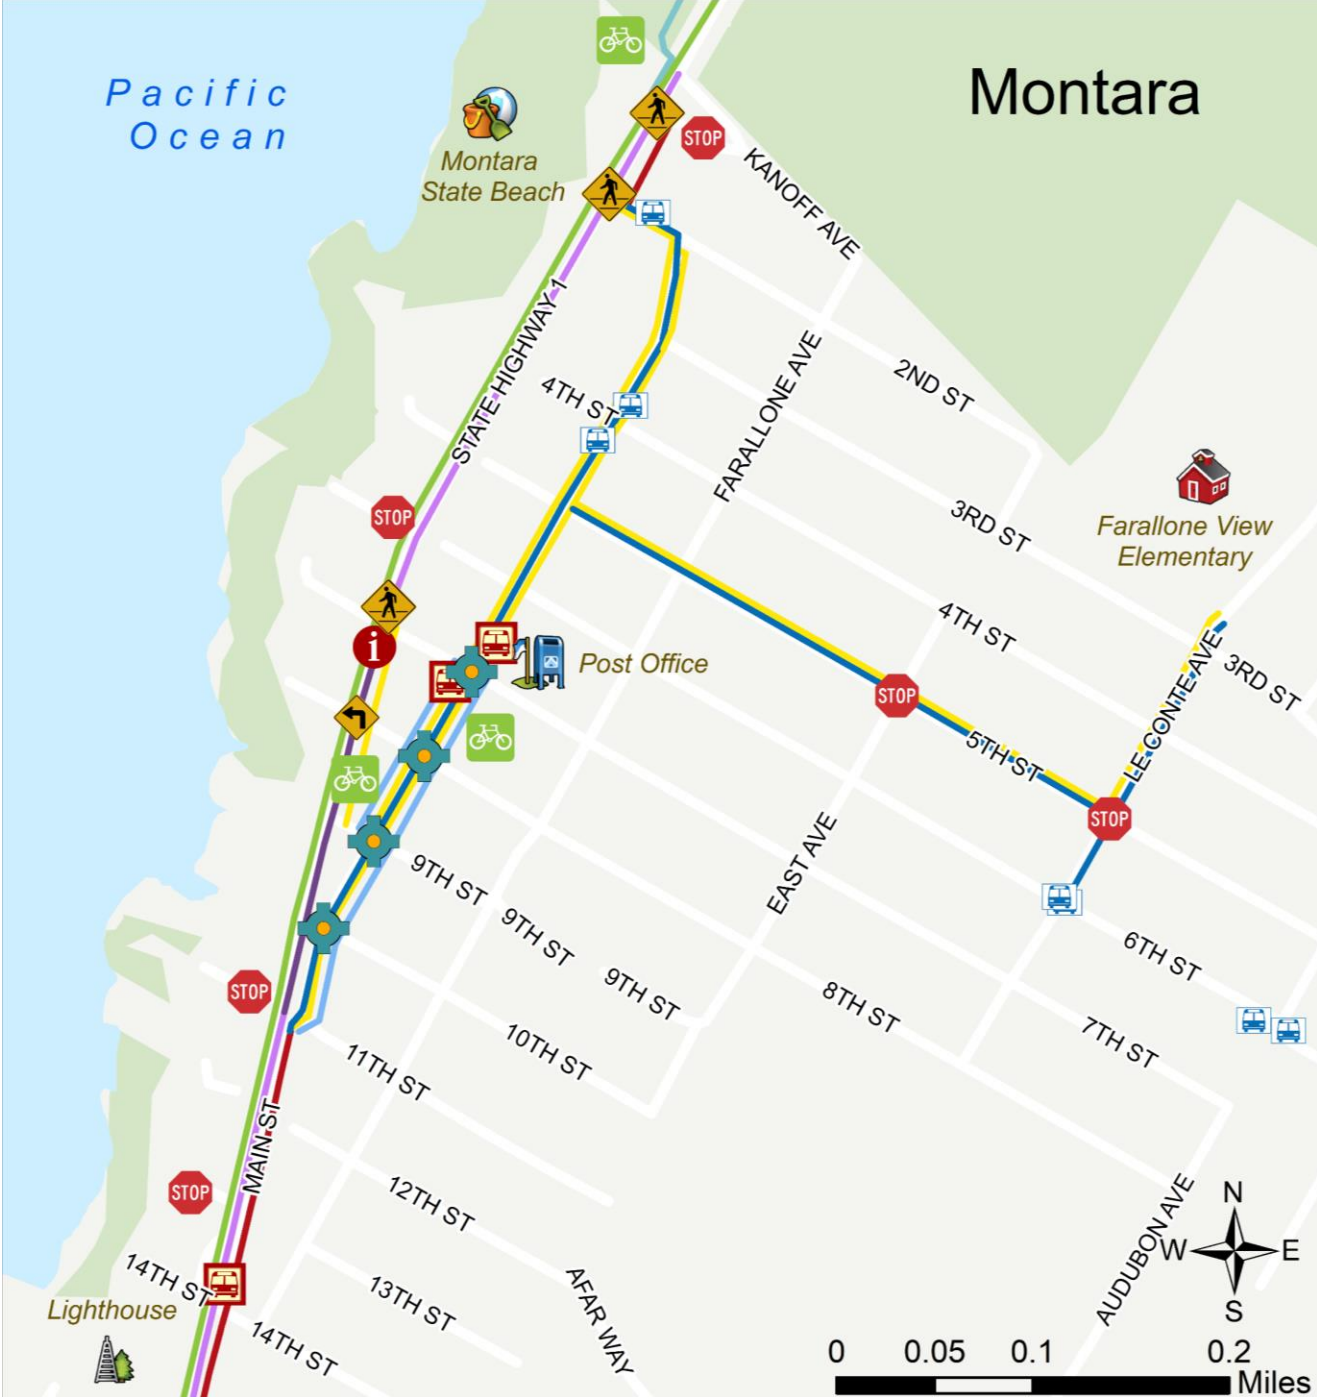 Pacific
Ocean
Montara
Montara
State Beach
STOP
KANOFF AVE
STATE HIGHWAY 1
4TH ST
FARALLONE AVE
2ND ST
3RD ST
Farallone View
Elementary
STOP
4TH ST
i
Post Office
LE CONTE AVE
3RD ST
STOP
5TH ST
STOP
9TH ST
9TH ST
9TH ST
EAST AVE
6TH ST
8TH ST
7TH ST
STOP
10TH ST
11TH ST
MAIN ST
STOP
12TH ST
14TH ST
Lighthouse
13TH ST
14TH ST
AFAR WAY
AUDUBON AVE
N
W
E
S
0 0.05 0.1 0.2
Miles